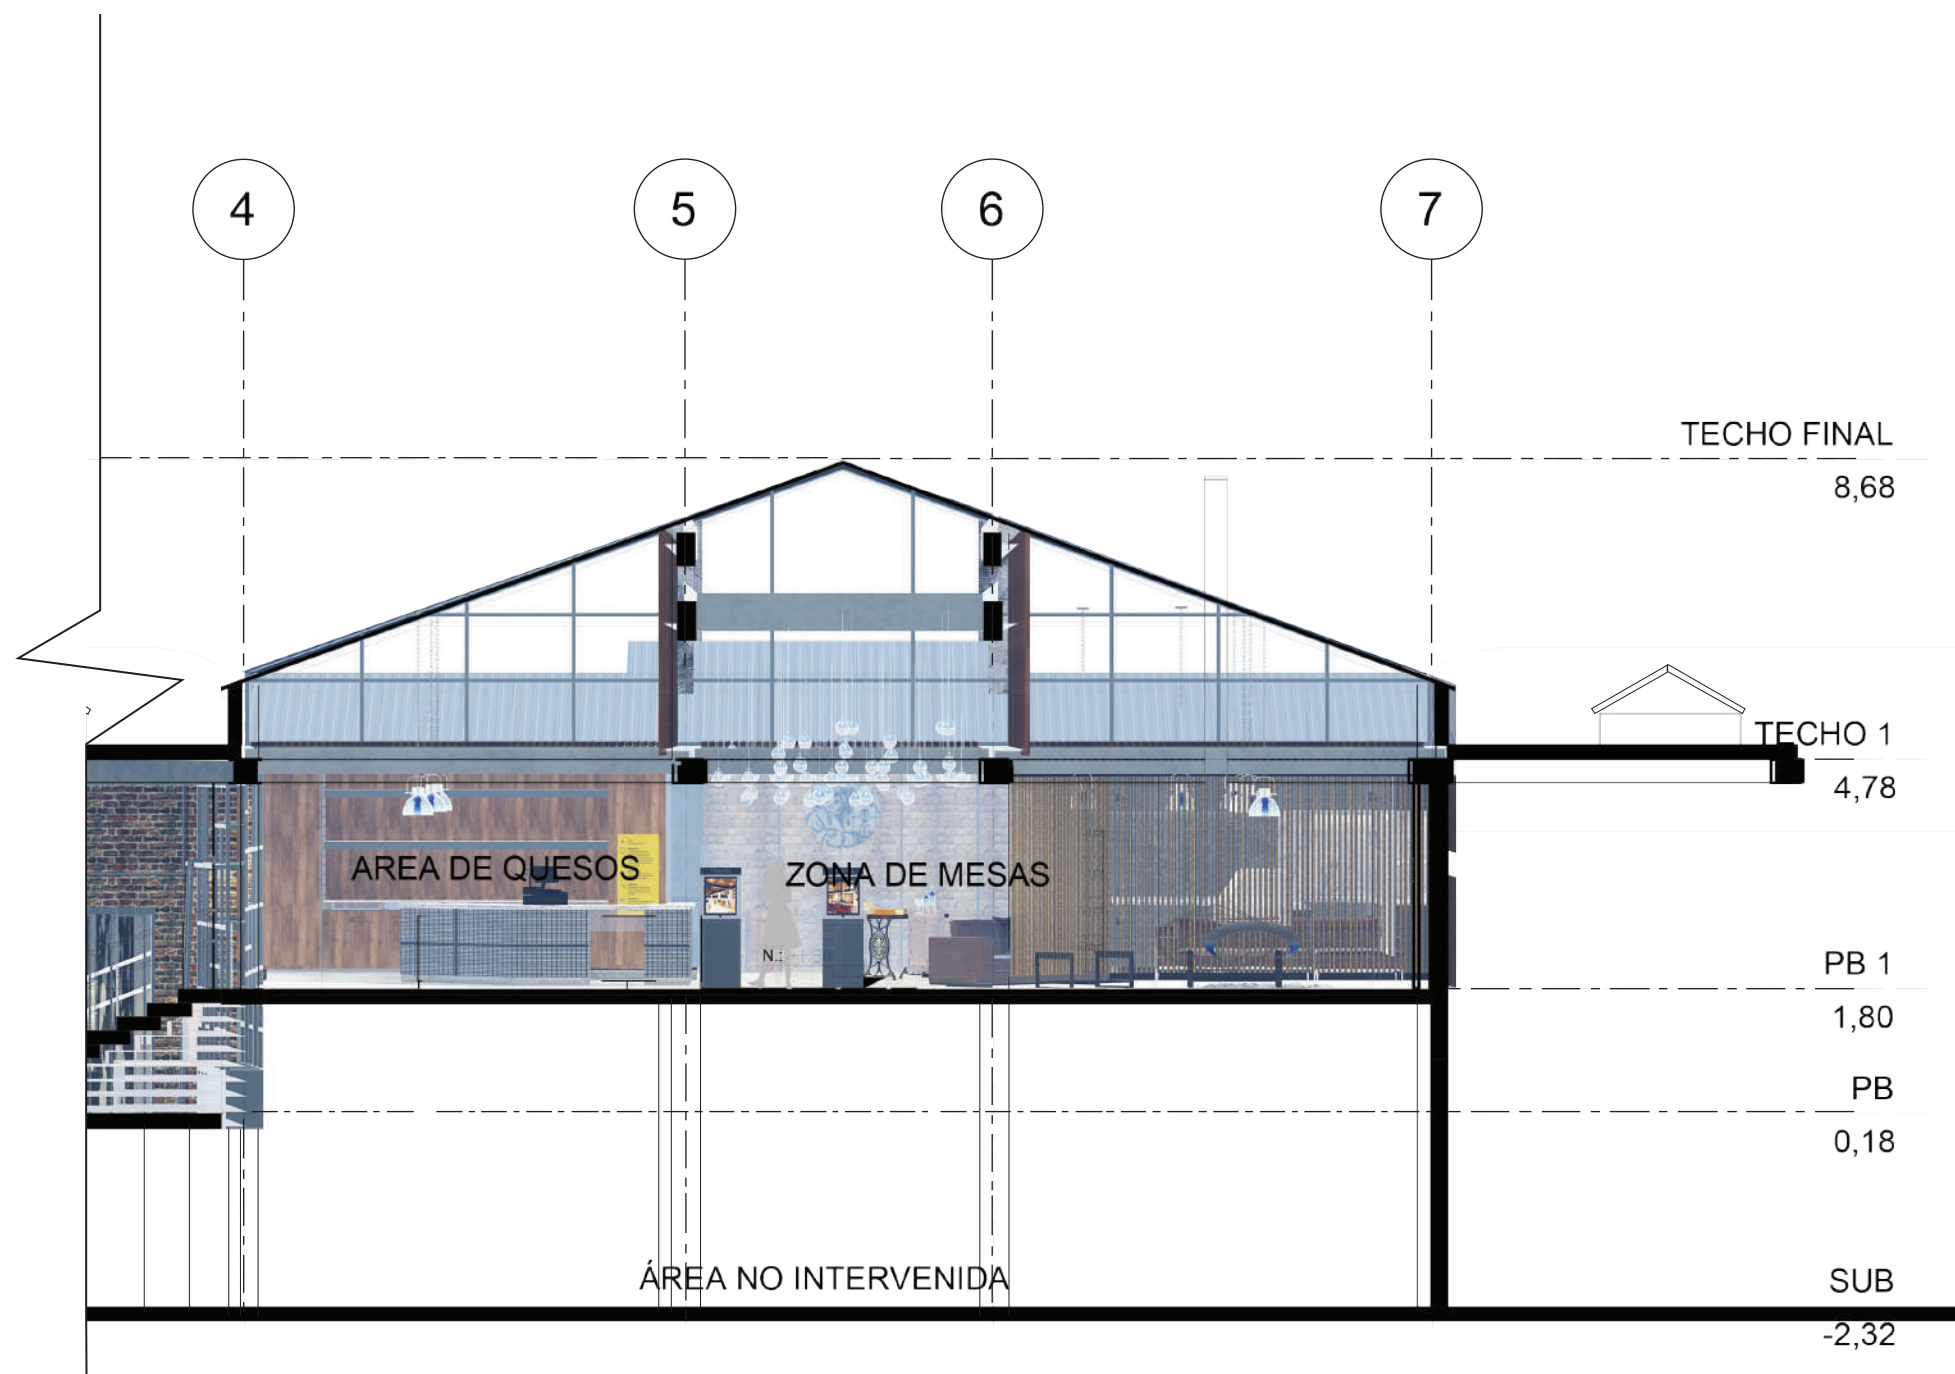 4
5
6
7
TECHO FINAL
8,68
TECHO 1
4,78
AREA DE QUESOS
ZONA DE MESAS
N.:
PB 1
1,80
PB
0,18
ÁREA NO INTERVENIDA
SUB
-2,32